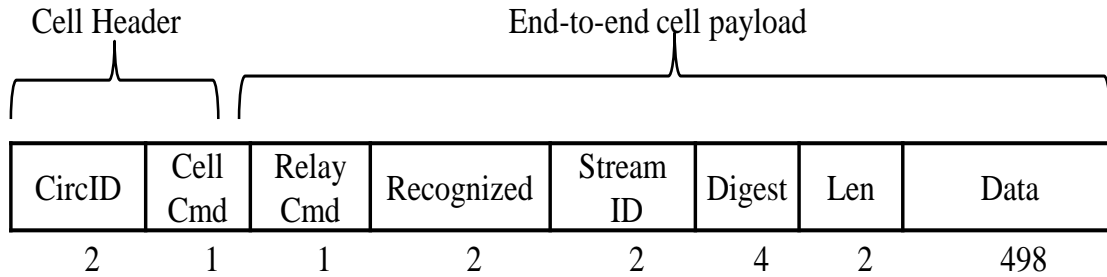 Cell Header End-to-end cell payload
CircID Cell Cmd Relay Cmd Recognized Stream ID Digest Len Data
2 1 1 2 2 4 2 498